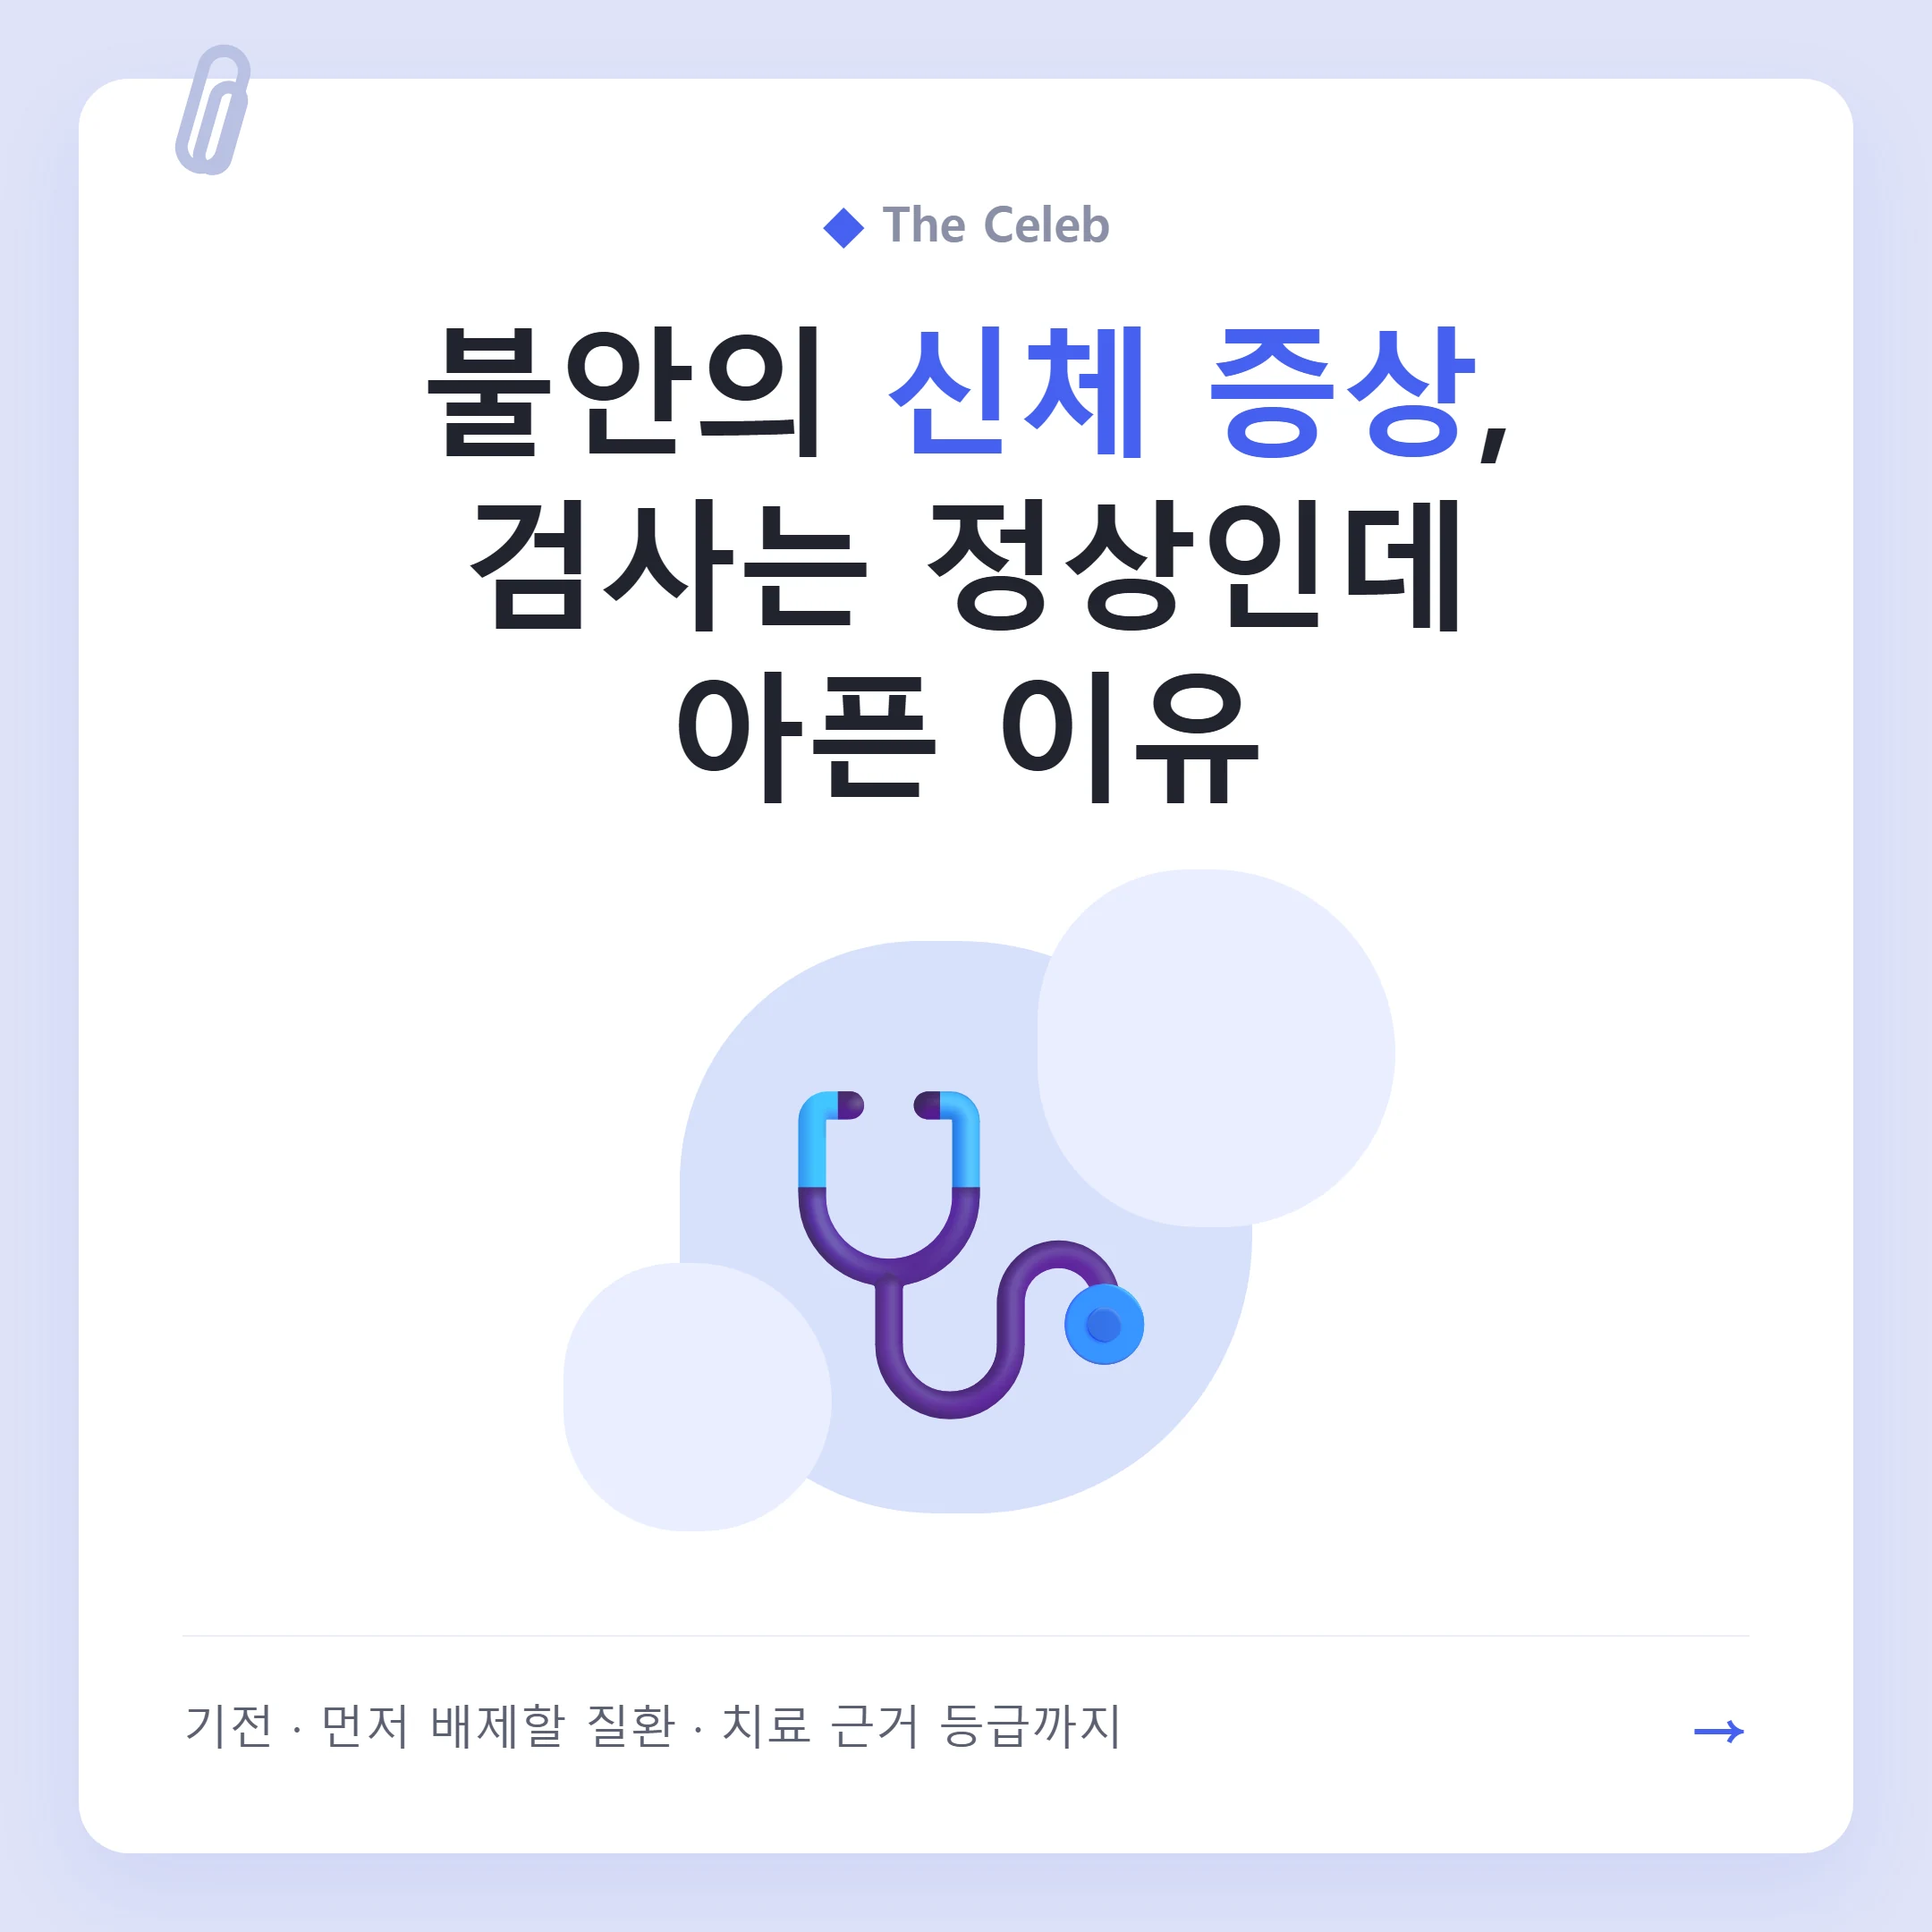 The Celeb
불안의 신체 증상,
검사는 정상인데
아픈 이유
기전 · 먼저 배제할 질환 · 치료 근거 등급까지 →